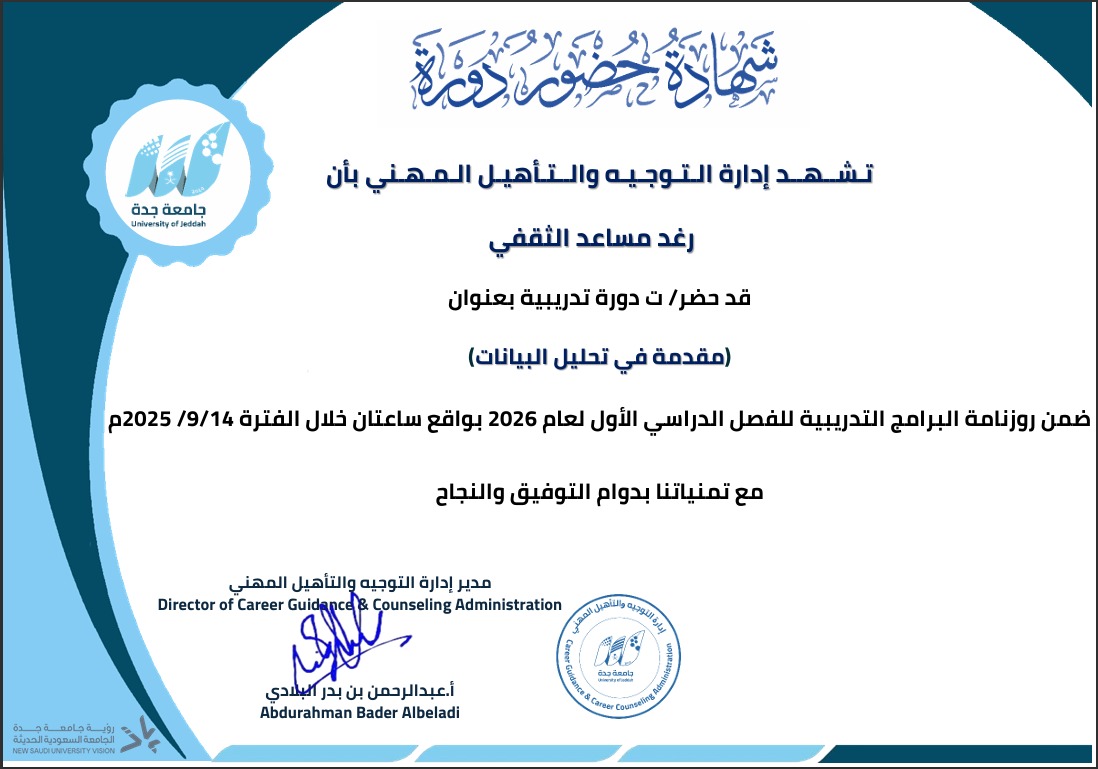 شهادة حضور دورة
تشهد إدارة التوجيه والتأهيل المهني بأن
رغد مساعد الثقفي
قد حضر/ ت دورة تدريبية بعنوان
(مقدمة في تحليل البيانات)
ضمن روزنامة البرامج التدريبية للفصل الدراسي الأول لعام 2026 بواقع ساعتان خلال الفترة 9/14/ 2025م
مع تمنياتنا بدوام التوفيق والنجاح
جامعة جدة
University of Jeddah
مدير إدارة التوجيه والتأهيل المهني
Director of Career Guidance & Counseling Administration
أ.عبدالرحمن بن بدر البلادي
Abdurahman Bader Albeladi
إدارة التوجيه والتأهيل المهني
جامعة جدة
University of Jeddah
Career Guidance & Career Counseling Administration
رؤية جامعة جدة
الجامعة السعودية الحديثة
NEW SAUDI UNIVERSITY VISION